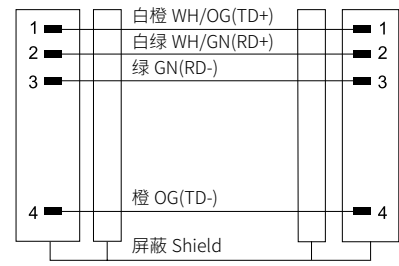 白橙 WH/OG(TD+)
1 1
白绿 WH/GN(RD+)
2 2
绿 GN(RD-)
3 3
橙 OG(TD-)
4 4
屏蔽 Shield